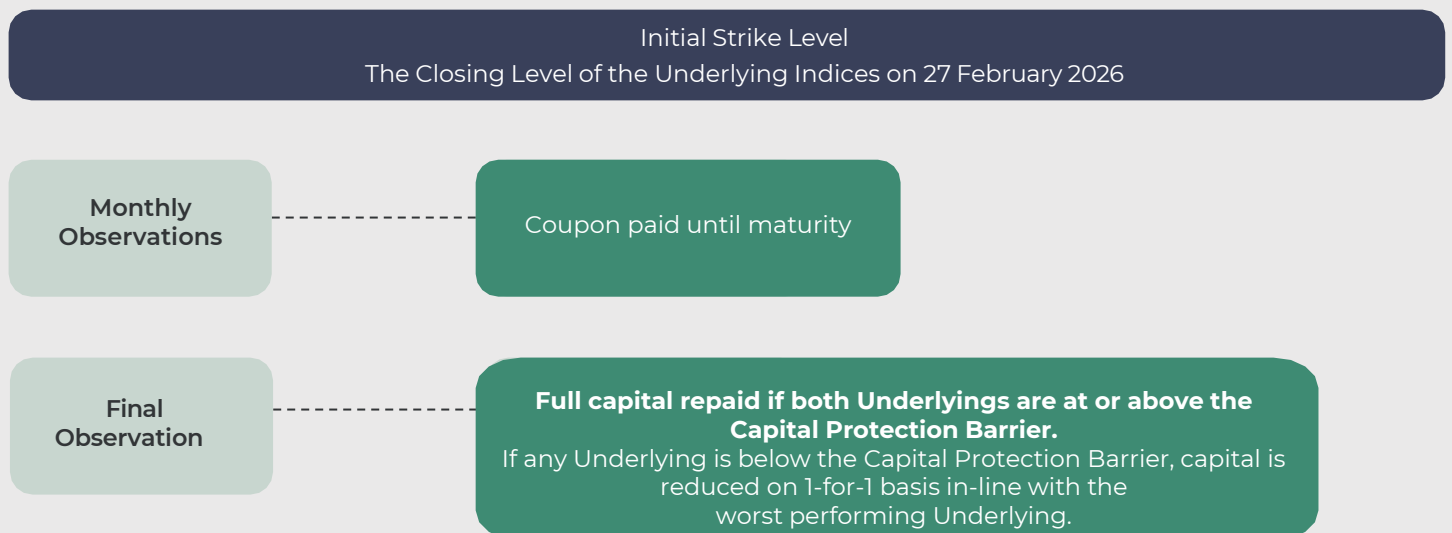 Initial Strike Level
The Closing Level of the Underlying Indices on 27 February 2026
Monthly
Observations
Coupon paid until maturity
Final
Observation
Full capital repaid if both Underlyings are at or above the
Capital Protection Barrier.
If any Underlying is below the Capital Protection Barrier, capital is
reduced on 1-for-1 basis in-line with the
worst performing Underlying.